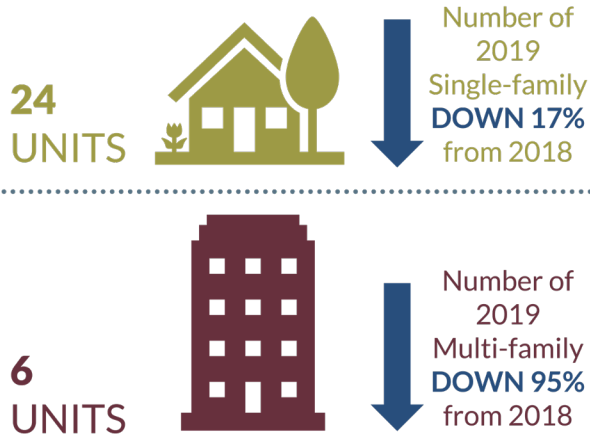 24
UNITS
Number of
2019
Single-family
DOWN 17%
from 2018
6
UNITS
Number of
2019
Multi-family
DOWN 95%
from 2018